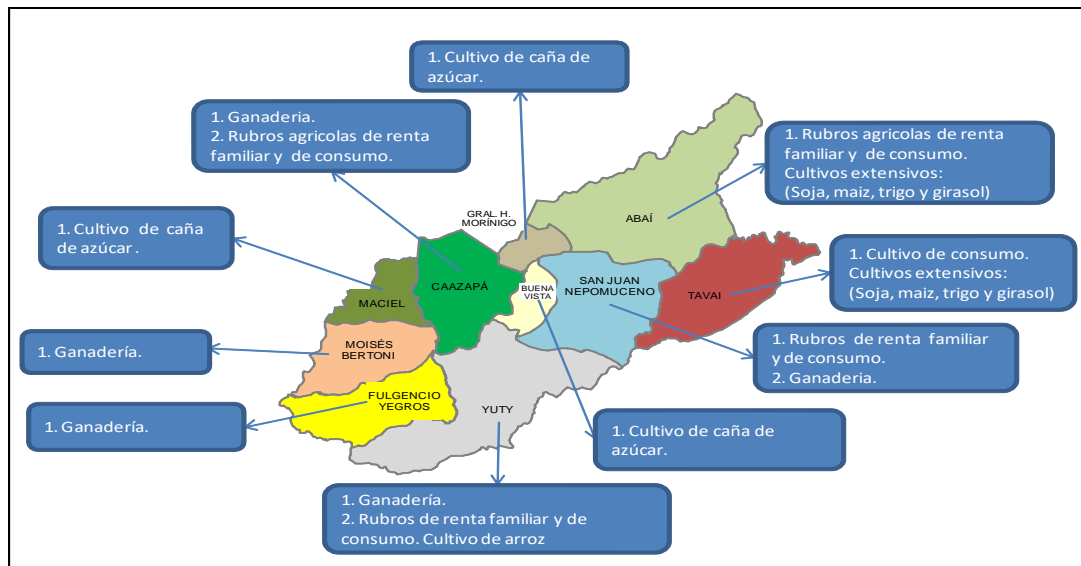 1. Cultivo de caña de
azúcar.
1. Ganaderia.
2. Rubros agricolas de renta
familiar y de consumo.
1. Rubros agricolas de renta
familiar y de consumo.
Cultivos extensivos:
(Soja, maiz, trigo y girasol)
1. Cultivo de caña
de azúcar.
GRAL. H.
MORÍNIGO
ABAÍ
1. Cultivo de consumo.
Cultivos extensivos:
(Soja, maiz, trigo y girasol)
CAAZAPÁ
BUENA
VISTA
SAN JUAN
NEPOMUCENO
TAVAI
MACIEL
1. Ganadería.
MOISÉS
BERTONI
1. Rubros de renta familiar
y de consumo.
2. Ganaderia.
FULGENCIO
YEGROS
YUTY
1. Ganadería.
1. Cultivo de caña de
azúcar.
1. Ganadería.
2. Rubros de renta familiar y de
consumo. Cultivo de arroz